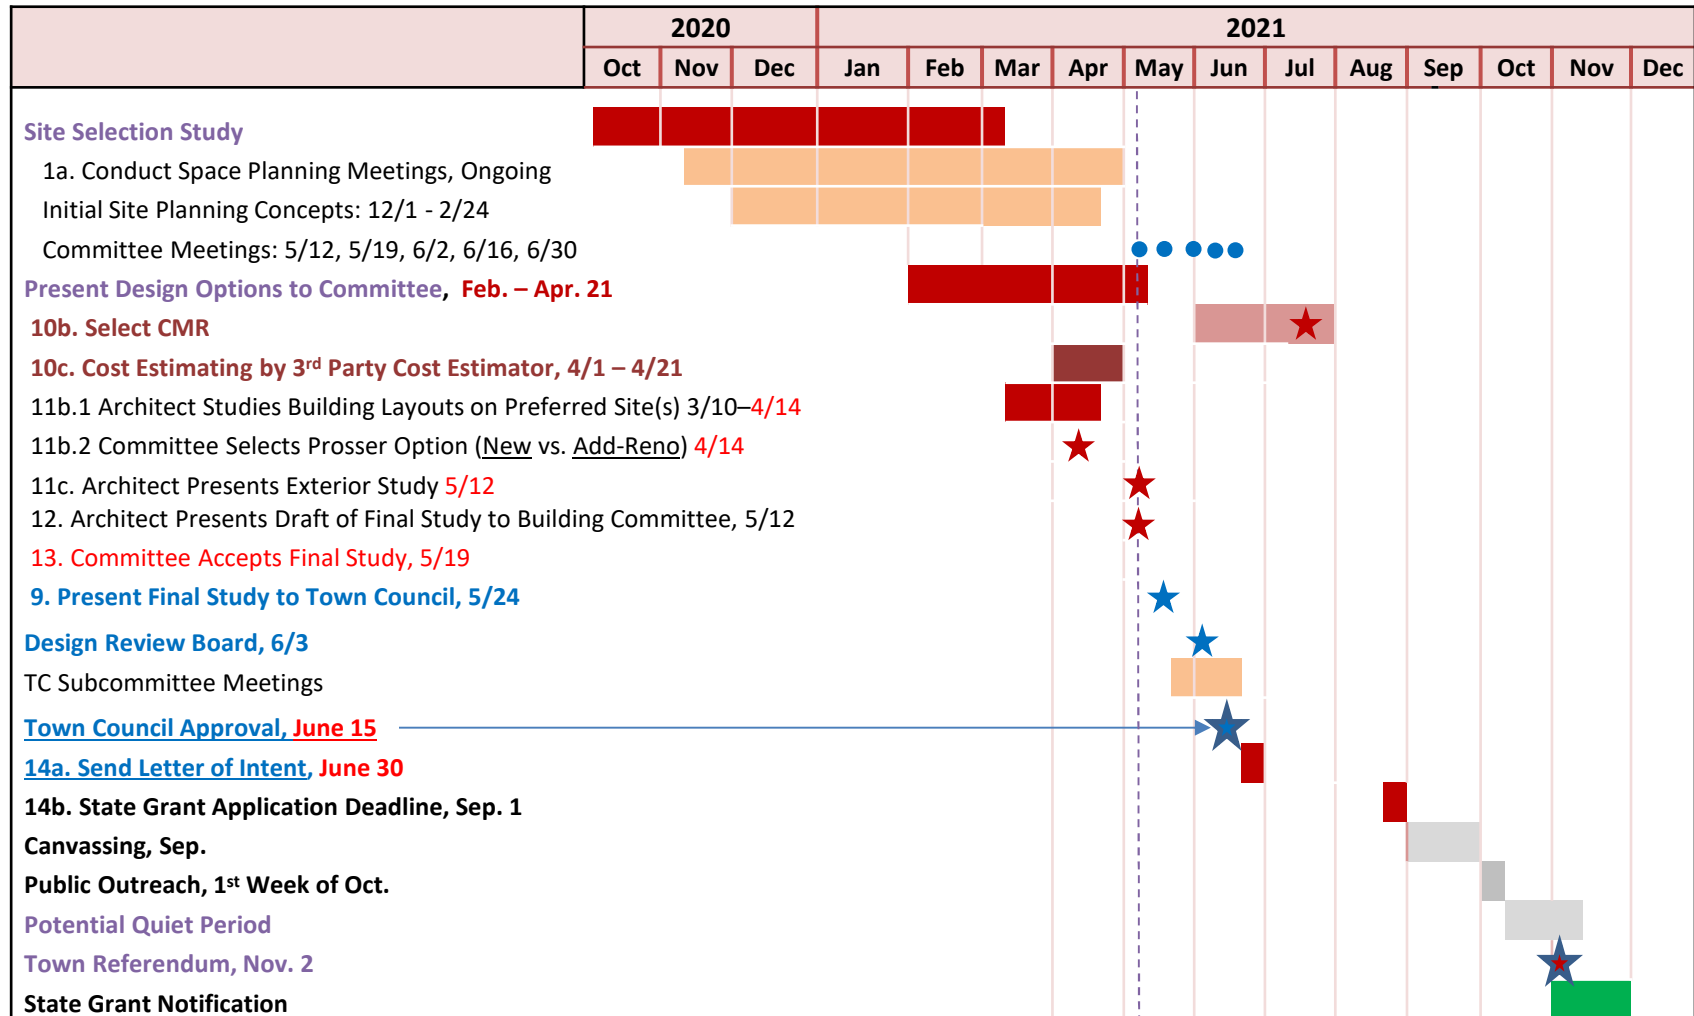 2020 2021
Oct Nov Dec Jan Feb Mar Apr May Jun Jul Aug Sep Oct Nov Dec
Site Selection Study
1a. Conduct Space Planning Meetings, Ongoing
Initial Site Planning Concepts: 12/1 - 2/24
Committee Meetings: 5/12, 5/19, 6/2, 6/16, 6/30
Present Design Options to Committee, Feb. – Apr. 21
10b. Select CMR
10c. Cost Estimating by 3rd Party Cost Estimator, 4/1 – 4/21
11b.1 Architect Studies Building Layouts on Preferred Site(s) 3/10–4/14
11b.2 Committee Selects Prosser Option (New vs. Add-Reno) 4/14
11c. Architect Presents Exterior Study 5/12
12. Architect Presents Draft of Final Study to Building Committee, 5/12
13. Committee Accepts Final Study, 5/19
9. Present Final Study to Town Council, 5/24
Design Review Board, 6/3
TC Subcommittee Meetings
Town Council Approval, June 15
14a. Send Letter of Intent, June 30
14b. State Grant Application Deadline, Sep. 1
Canvassing, Sep.
Public Outreach, 1st Week of Oct.
Potential Quiet Period
Town Referendum, Nov. 2
State Grant Notification